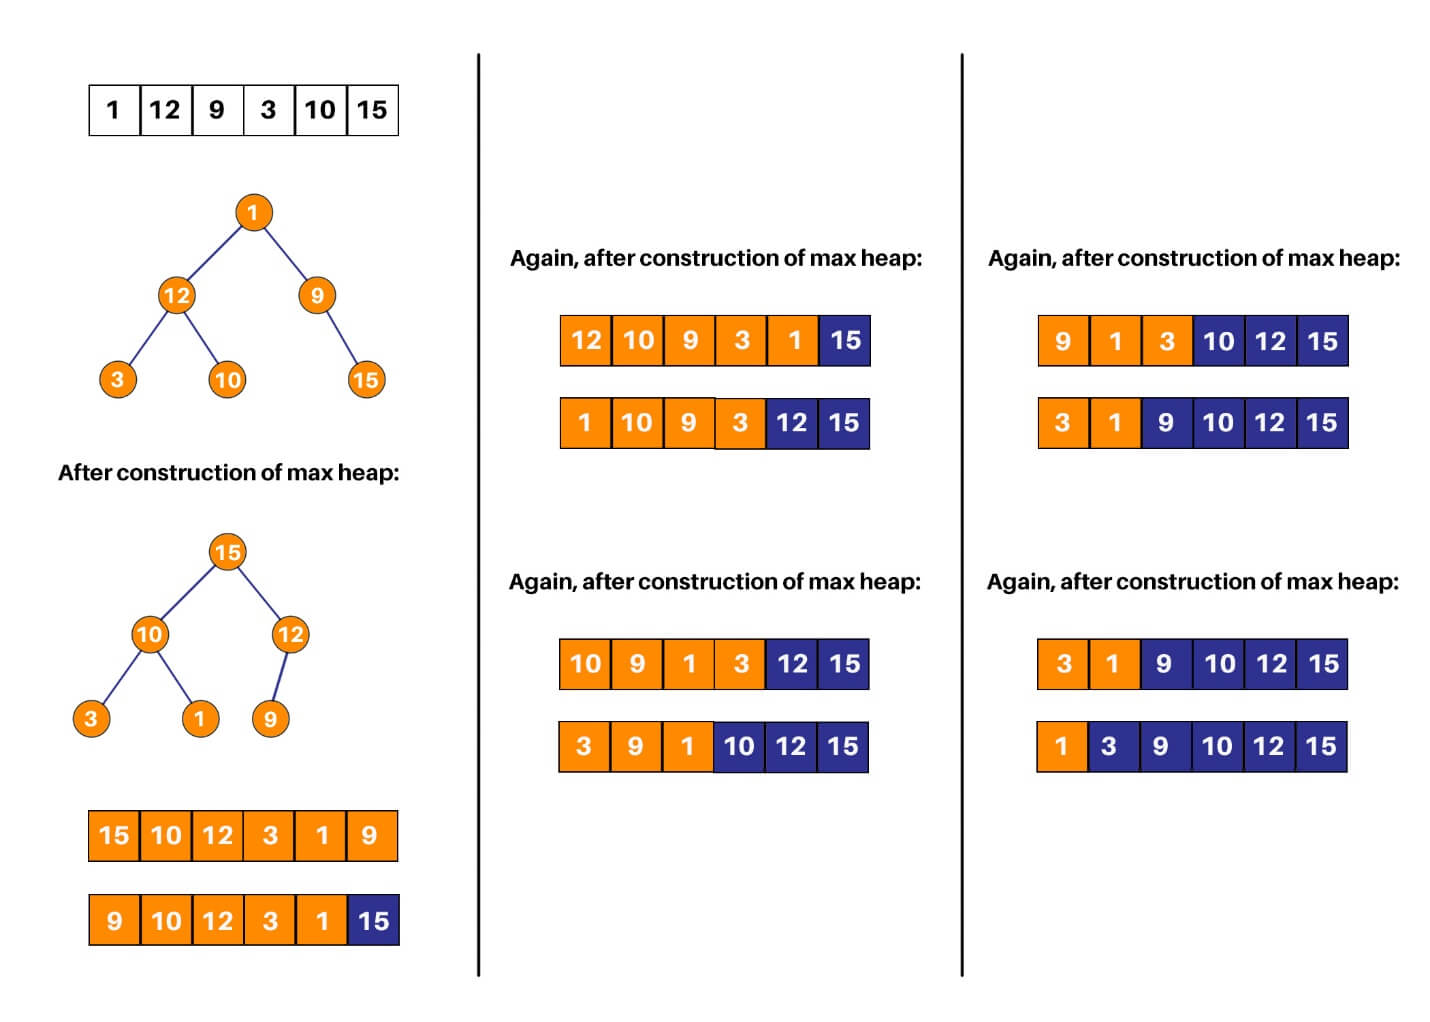 1 12 9 3 10 15
1
12 9
3 10 15
After construction of max heap:
15
10 12
3 1 9
15 10 12 3 1 9
9 10 12 3 1 15
Again, after construction of max heap:
12 10 9 3 1 15
1 10 9 3 12 15
Again, after construction of max heap:
10 9 1 3 12 15
3 9 1 10 12 15
Again, after construction of max heap:
9 1 3 10 12 15
3 1 9 10 12 15
Again, after construction of max heap:
3 1 9 10 12 15
1 3 9 10 12 15